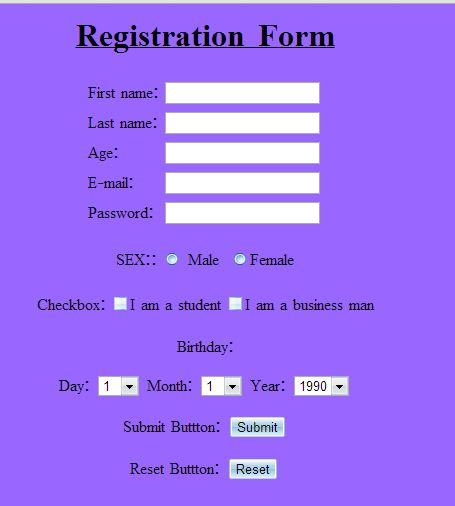 Registration Form
First name:
Last name:
Age:
E-mail:
Password:
SEX:: Male Female
Checkbox: I am a student I am a business man
Birthday:
Day: 1 Month: 1 Year: 1990
Submit Buttton: Submit
Reset Buttton: Reset